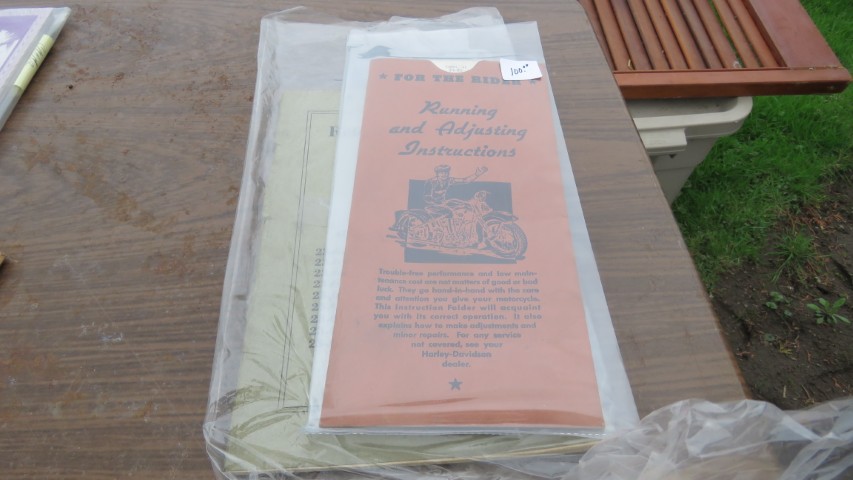 100.00
★ FOR THE RIDER ★
Running
and Adjusting
Instructions
Trouble-free performance and low main-
tenance cost are not matters of good or bad
luck. They go hand-in-hand with the care
and attention you give your motorcycle.
This Instruction Folder will acquaint
you with its correct operation. It also
explains how to make adjustments and
minor repairs. For any service
not covered, see your
Harley-Davidson
dealer.
★